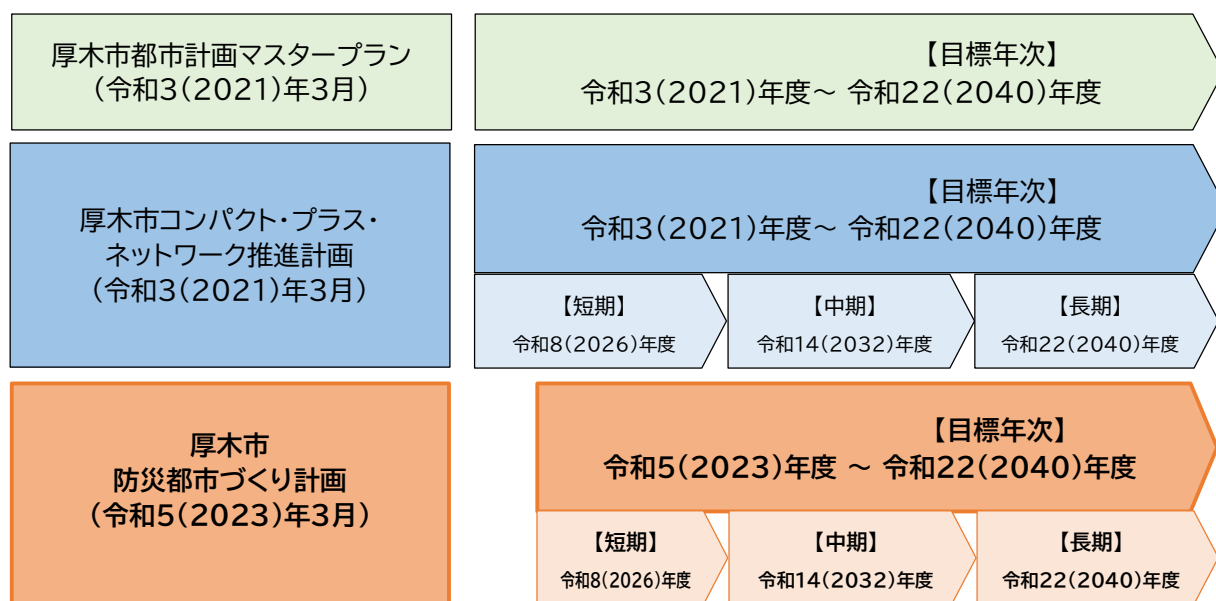 厚木市都市計画マスタープラン
（令和3(2021)年3月）
【目標年次】
令和3(2021)年度～ 令和22(2040)年度
厚木市コンパクト・プラス・
ネットワーク推進計画
（令和3(2021)年3月）
【目標年次】
令和3(2021)年度～ 令和22(2040)年度
【短期】
令和8(2026)年度
【中期】
令和14(2032)年度
【長期】
令和22(2040)年度
厚木市
防災都市づくり計画
（令和5(2023)年3月）
【目標年次】
令和5(2023)年度 ～ 令和22(2040)年度
【短期】
令和8(2026)年度
【中期】
令和14(2032)年度
【長期】
令和22(2040)年度